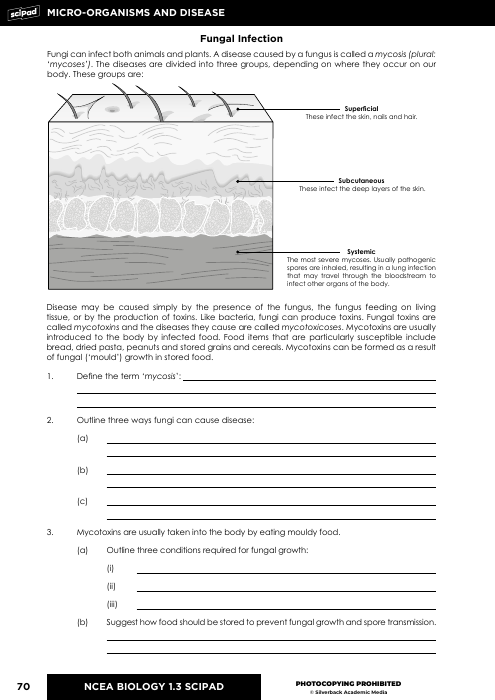 scipad MICRO-ORGANISMS AND DISEASE
Fungal Infection
Fungi can infect both animals and plants. A disease caused by a fungus is called a mycosis (plural:
'mycoses'). The diseases are divided into three groups, depending on where they occur on our
body. These groups are:
Superficial
These infect the skin, nails and hair.
Subcutaneous
These infect the deep layers of the skin.
Systemic
The most severe mycoses. Usually pathogenic
spores are inhaled, resulting in a lung infection
that may travel through the bloodstream to
infect other organs of the body.
Disease may be caused simply by the presence of the fungus, the fungus feeding on living
tissue, or by the production of toxins. Like bacteria, fungi can produce toxins. Fungal toxins are
called mycotoxins and the diseases they cause are called mycotoxicoses. Mycotoxins are usually
introduced to the body by infected food. Food items that are particularly susceptible include
bread, dried pasta, peanuts and stored grains and cereals. Mycotoxins can be formed as a result
of fungal ('mould') growth in stored food.
1. Define the term 'mycosis':
2. Outline three ways fungi can cause disease:
(a)
(b)
(c)
3. Mycotoxins are usually taken into the body by eating mouldy food.
(a) Outline three conditions required for fungal growth:
(i)
(ii)
(iii)
(b) Suggest how food should be stored to prevent fungal growth and spore transmission.
70 NCEA BIOLOGY 1.3 SCIPAD
PHOTOCOPYING PROHIBITED
© Silverback Academic Media